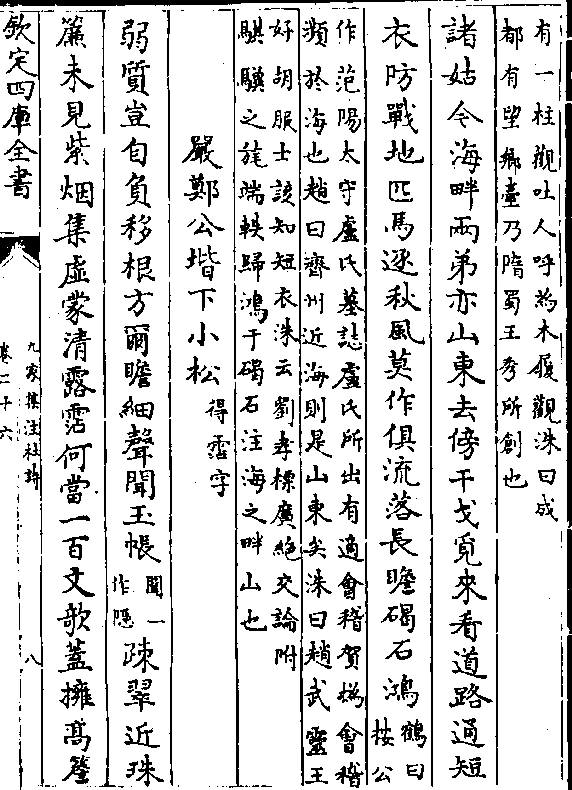 有一柱觀吐人呼為木履觀洙曰成
都有望鄉臺乃隋蜀王秀所創也
諸姑今海畔兩弟亦山東去傍干戈覓來看道路通短
衣防戰地匹馬逐秋風莫作俱流落長瞻碣石鴻
鶴曰
按公
作范陽太守盧氏墓誌盧氏所出有適會稽賀撝會稽
瀕於海也趙曰齊州近海則是山東矣洙曰趙武靈王
好胡服士該知短衣洙云劉孝標廣絶交論附
騏驥之旄端軼歸鴻于碣石注海之畔山也
嚴鄭公堦下小松
得霑字
弱質豈自負移根方爾瞻細聲聞玉帳
聞一
作隠
疎翠近珠
簾未見紫烟集虛蒙清露霑何當一百丈欹蓋擁高簷
欽定四庫全書
九家集注杜詩
卷二十六
八